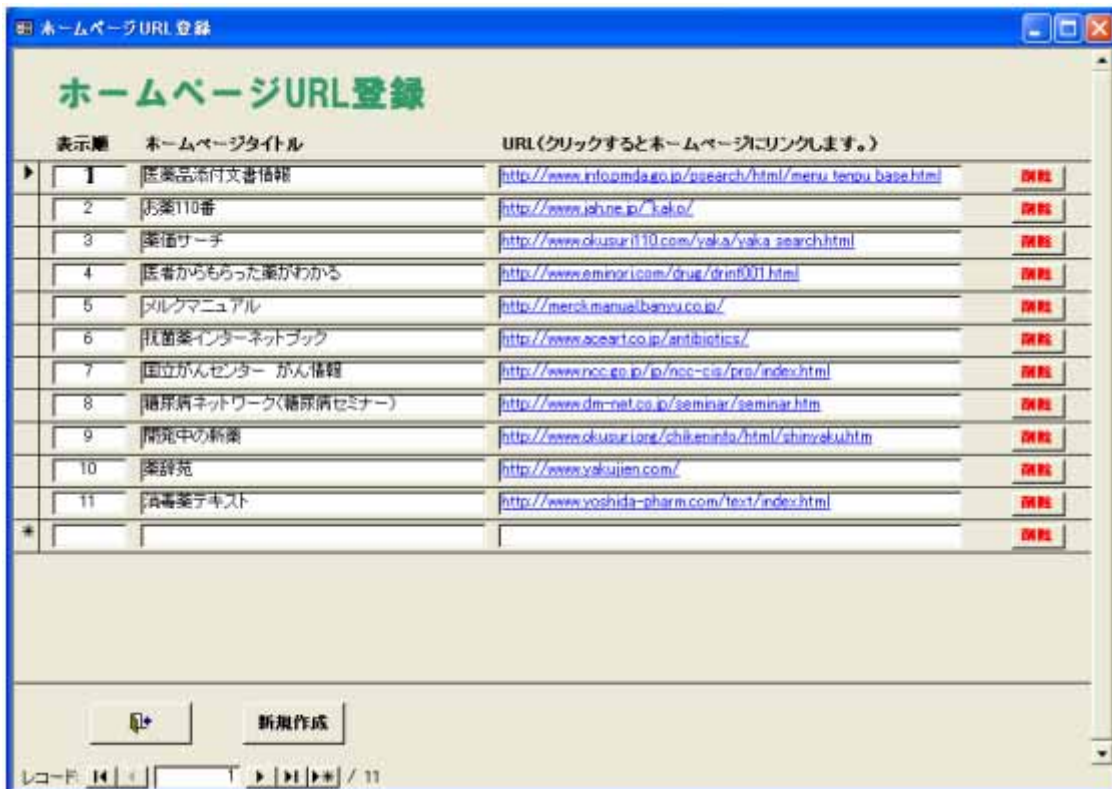 ホームページURL登録
ホームページURL登録
表示順 ホームページタイトル URL(クリックするとホームページにリンクします。)
1 医薬品添付文書情報 http://www.info.pmda.go.jp/psearch/html/menu_tenpu_base.html 削除
2 お薬110番 http://www.jah.ne.jp/~kako/ 削除
3 薬価サーチ http://www.okusuri110.com/yaka/yaka_search.html 削除
4 医者からもらった薬がわかる http://www.eminori.com/drug/drinf001.html 削除
5 メルクマニュアル http://merckmanual.banyu.co.jp/ 削除
6 抗菌薬インターネットブック http://www.aceart.co.jp/antibiotics/ 削除
7 国立がんセンター がん情報 http://www.ncc.go.jp/jp/ncc-cis/pro/index.html 削除
8 糖尿病ネットワーク(糖尿病セミナー) http://www.dm-net.co.jp/seminar/seminar.htm 削除
9 開発中の新薬 http://www.okusuri.org/chikeninfo/html/shinyaku.htm 削除
10 薬辞苑 http://www.yakujien.com/ 削除
11 消毒薬テキスト http://www.yoshida-pharm.com/text/index.html 削除
* 削除
新規作成
レコード: 1 / 11